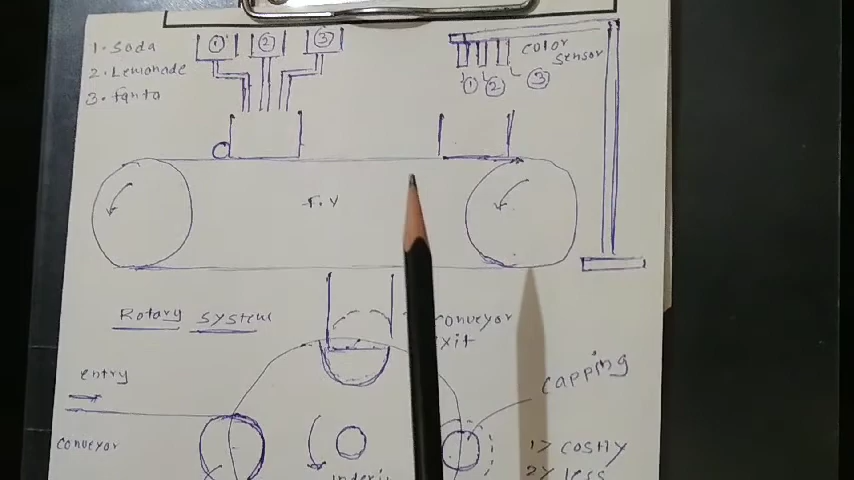 1. Soda
2. Lemonade
3. fanta
1 2 3
color
sensor
1 2 3
F.V
Rotary system
conveyor
exit
entry
capping
conveyor
1> costly
2> less